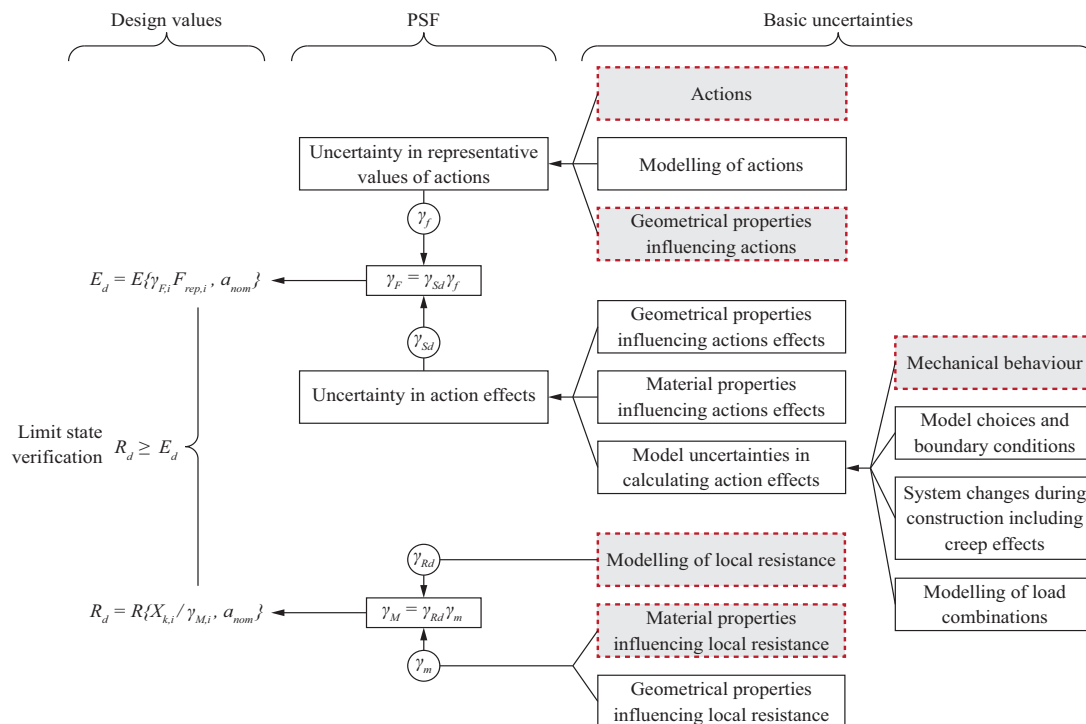 Design values
PSF
Basic uncertainties
Actions
Uncertainty in representative
values of actions
Modelling of actions
γf
Geometrical properties
influencing actions
Ed = E{γF,i Frep,i , anom}
γF = γSd γf
γSd
Geometrical properties
influencing actions effects
Mechanical behaviour
Uncertainty in action effects
Material properties
influencing actions effects
Model choices and
boundary conditions
Limit state
verification
Rd ≥ Ed
Model uncertainties in
calculating action effects
System changes during
construction including
creep effects
γRd
Modelling of local resistance
Modelling of load
combinations
Rd = R{Xk,i / γM,i , anom}
γM = γRd γm
Material properties
influencing local resistance
γm
Geometrical properties
influencing local resistance